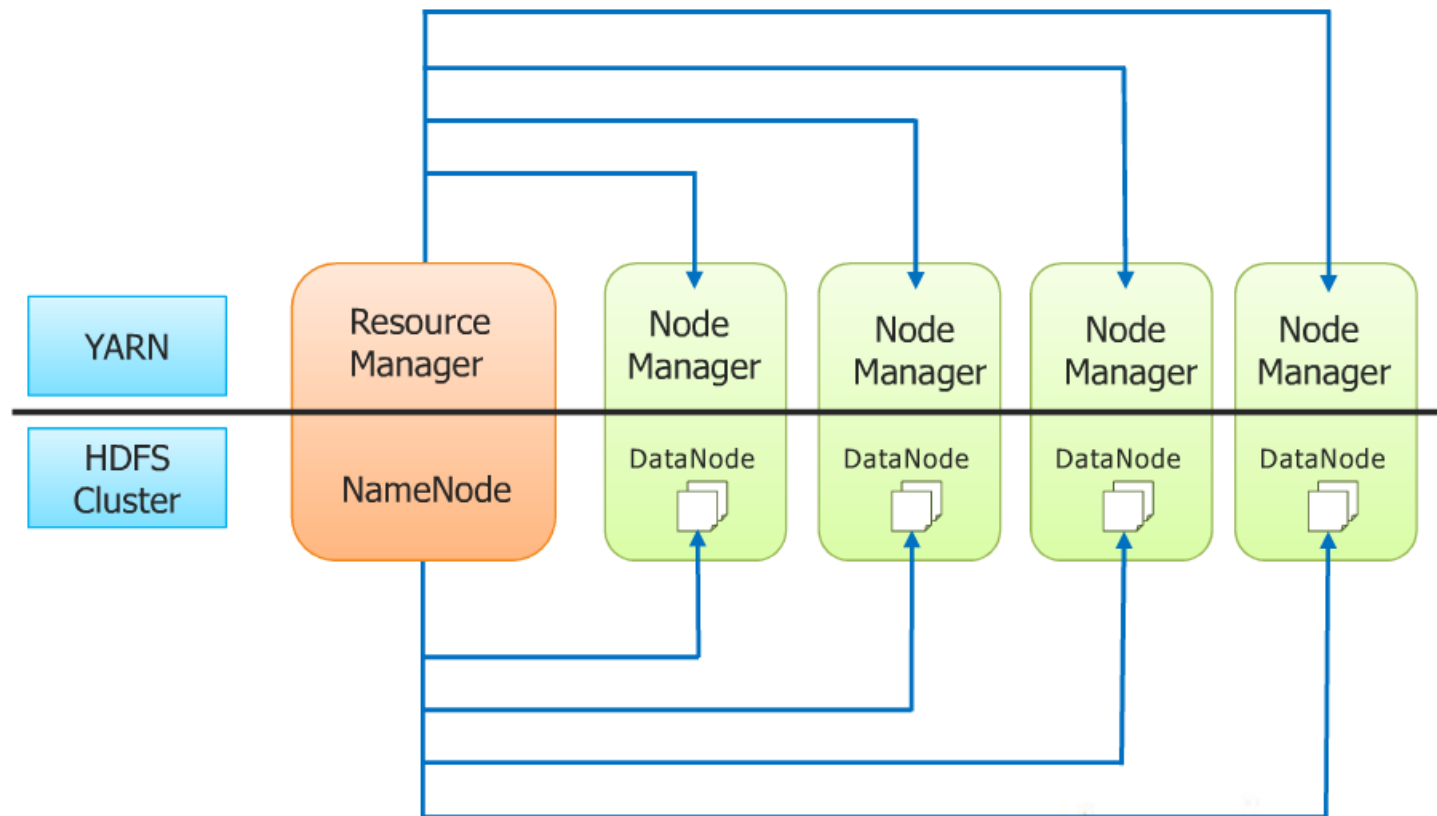 YARN
Resource
Manager
Node
Manager
Node
Manager
Node
Manager
Node
Manager
HDFS
Cluster
NameNode
DataNode
DataNode
DataNode
DataNode